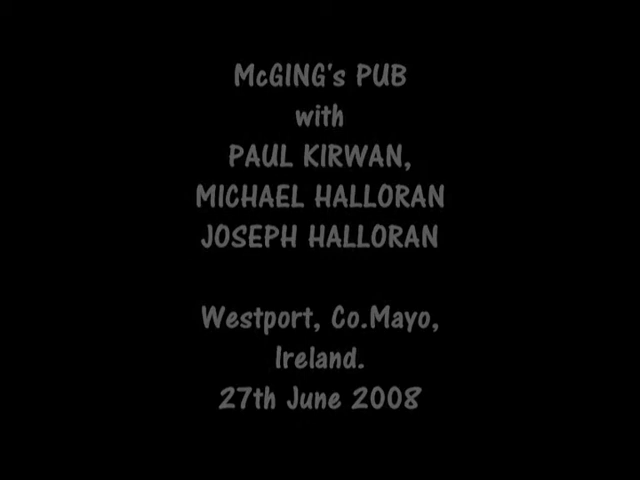 McGING's PUB
with
PAUL KIRWAN,
MICHAEL HALLORAN
JOSEPH HALLORAN
Westport, Co.Mayo,
Ireland.
27th June 2008